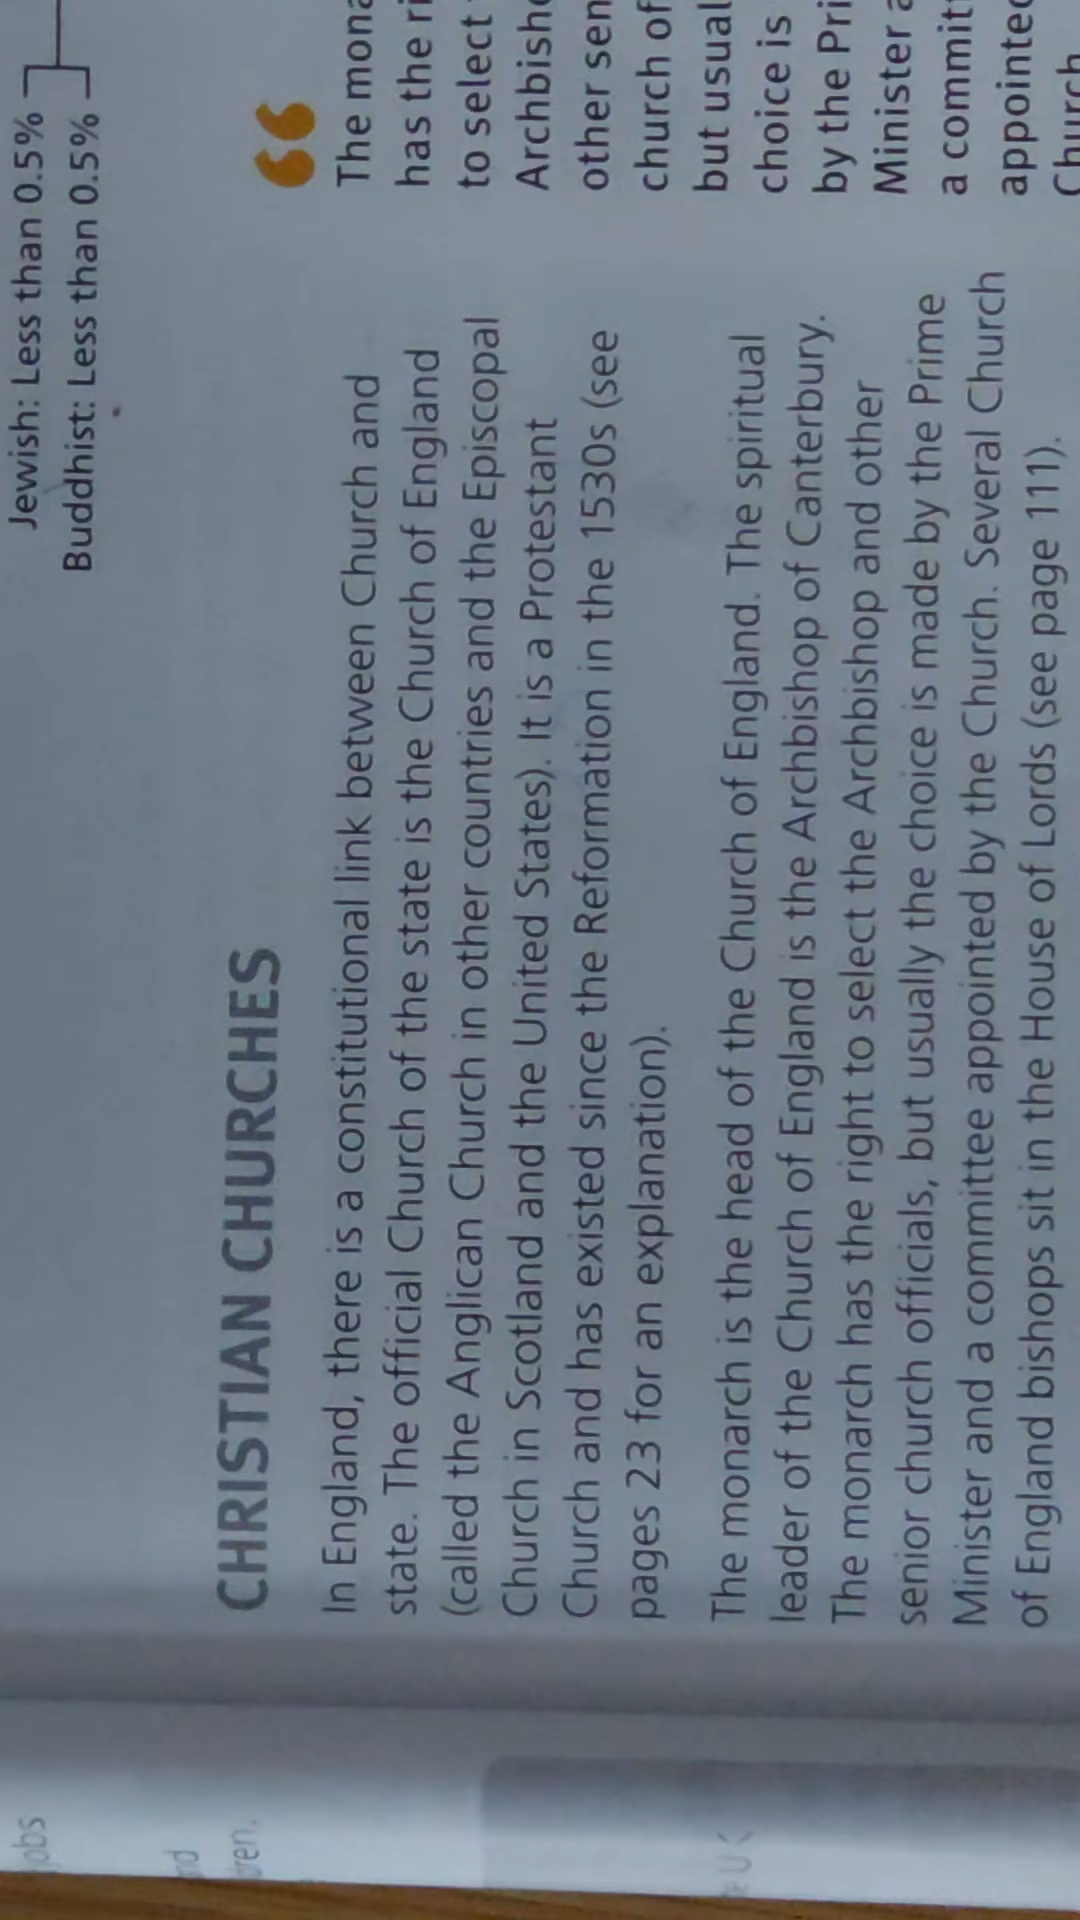 Jewish: Less than 0.5%
Buddhist: Less than 0.5%
CHRISTIAN CHURCHES
In England, there is a constitutional link between Church and
state. The official Church of the state is the Church of England
(called the Anglican Church in other countries and the Episcopal
Church in Scotland and the United States). It is a Protestant
Church and has existed since the Reformation in the 1530s (see
pages 23 for an explanation).
The monarch is the head of the Church of England. The spiritual
leader of the Church of England is the Archbishop of Canterbury.
The monarch has the right to select the Archbishop and other
senior church officials, but usually the choice is made by the Prime
Minister and a committee appointed by the Church. Several Church
of England bishops sit in the House of Lords (see page 111).
“
The mona
has the ri
to select
Archbisho
other sen
church of
but usual
choice is
by the Pri
Minister a
a commit
appointed
Church